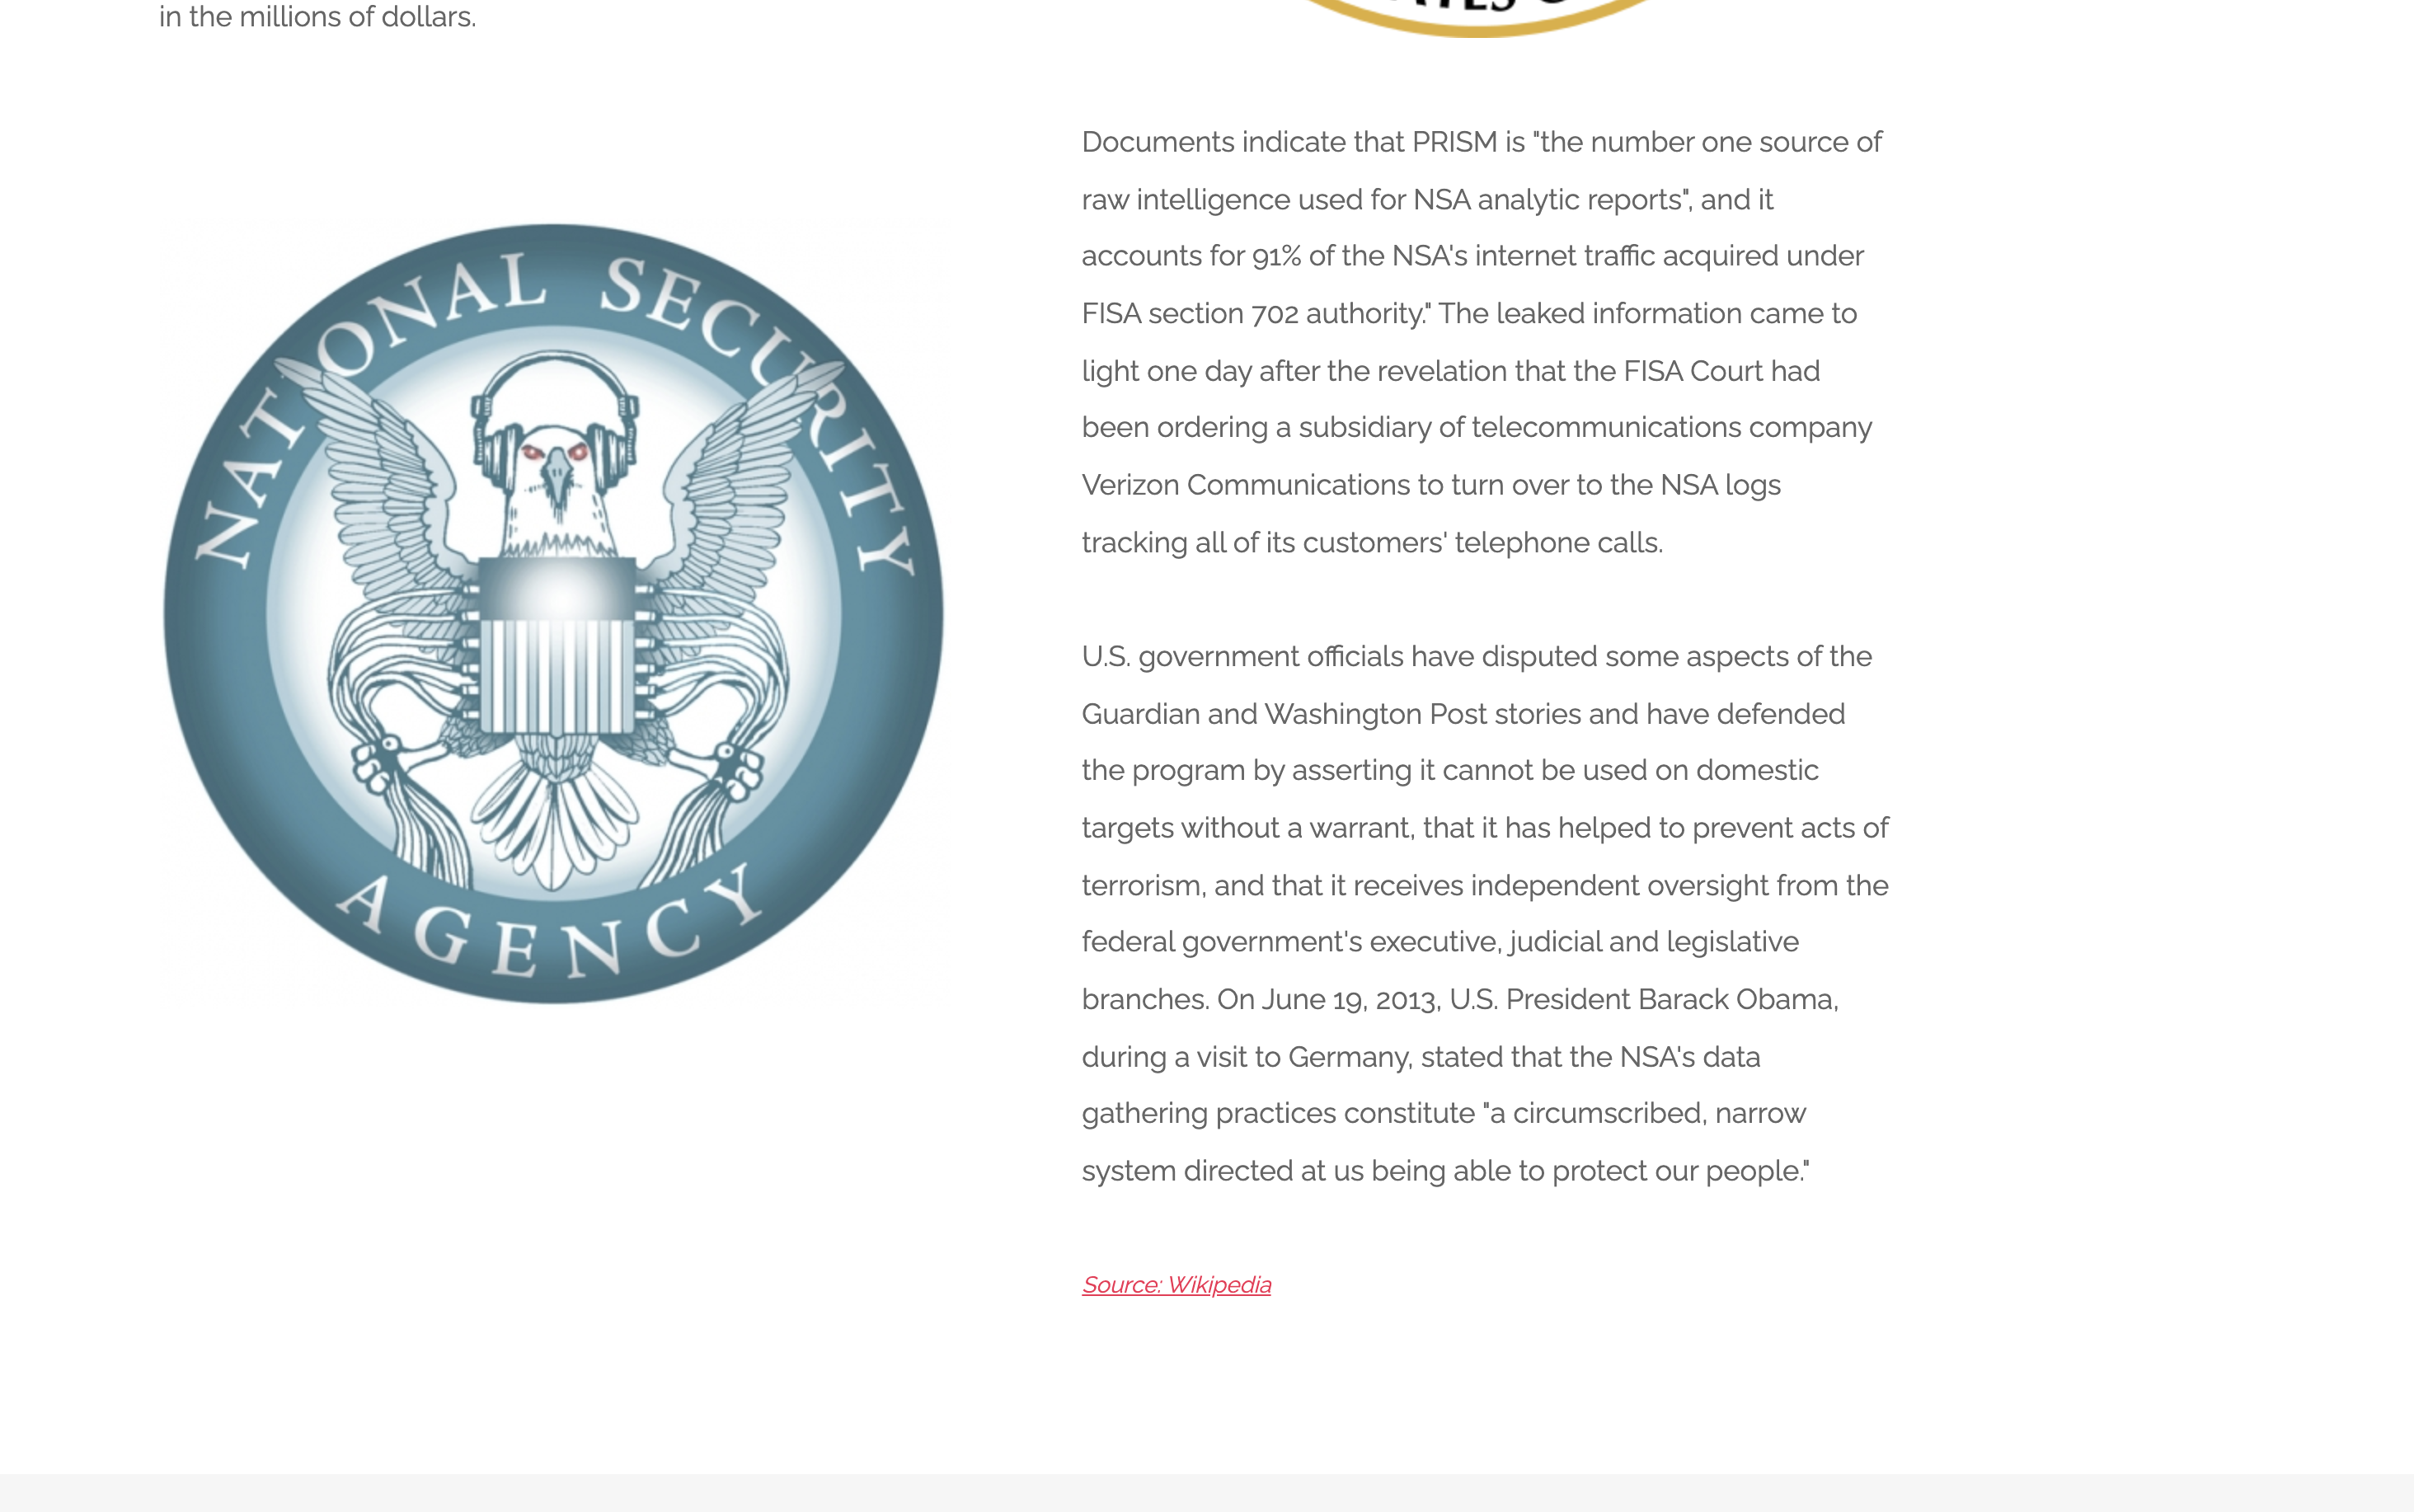 in the millions of dollars.
NATIONAL SECURITY
AGENCY
Documents indicate that PRISM is "the number one source of
raw intelligence used for NSA analytic reports", and it
accounts for 91% of the NSA's internet traffic acquired under
FISA section 702 authority." The leaked information came to
light one day after the revelation that the FISA Court had
been ordering a subsidiary of telecommunications company
Verizon Communications to turn over to the NSA logs
tracking all of its customers' telephone calls.
U.S. government officials have disputed some aspects of the
Guardian and Washington Post stories and have defended
the program by asserting it cannot be used on domestic
targets without a warrant, that it has helped to prevent acts of
terrorism, and that it receives independent oversight from the
federal government's executive, judicial and legislative
branches. On June 19, 2013, U.S. President Barack Obama,
during a visit to Germany, stated that the NSA's data
gathering practices constitute "a circumscribed, narrow
system directed at us being able to protect our people."
Source: Wikipedia